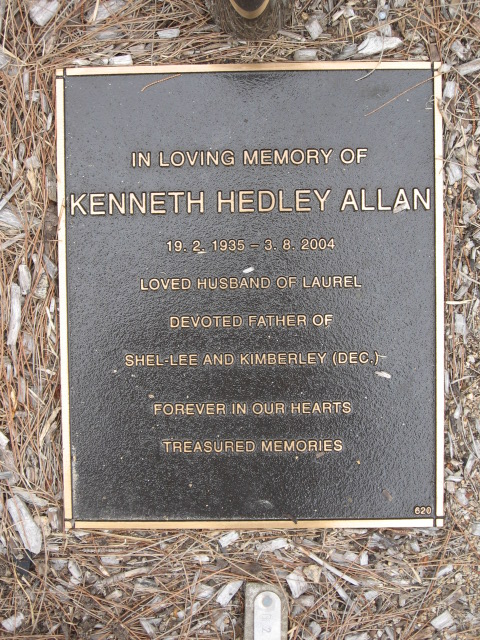 IN LOVING MEMORY OF
KENNETH HEDLEY ALLAN
19. 2. 1935 – 3. 8. 2004
LOVED HUSBAND OF LAUREL
DEVOTED FATHER OF
SHEL-LEE AND KIMBERLEY (DEC.)
FOREVER IN OUR HEARTS
TREASURED MEMORIES
620